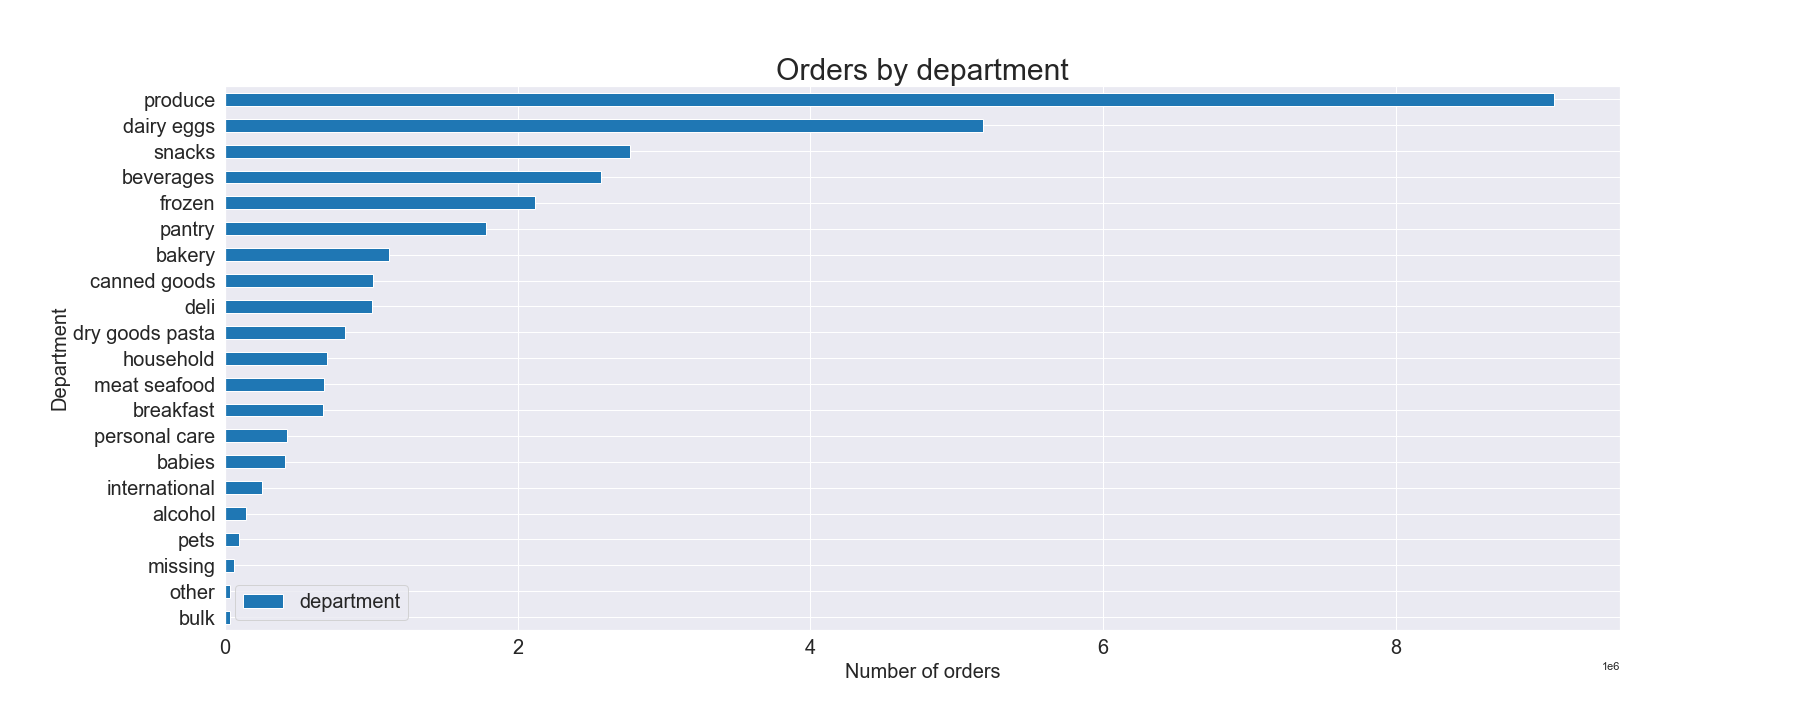 Orders by department
produce
dairy eggs
snacks
beverages
frozen
pantry
bakery
canned goods
deli
dry goods pasta
household
meat seafood
breakfast
personal care
babies
international
alcohol
pets
missing
other
bulk
Department
department
0 2 4 6 8
1e6
Number of orders